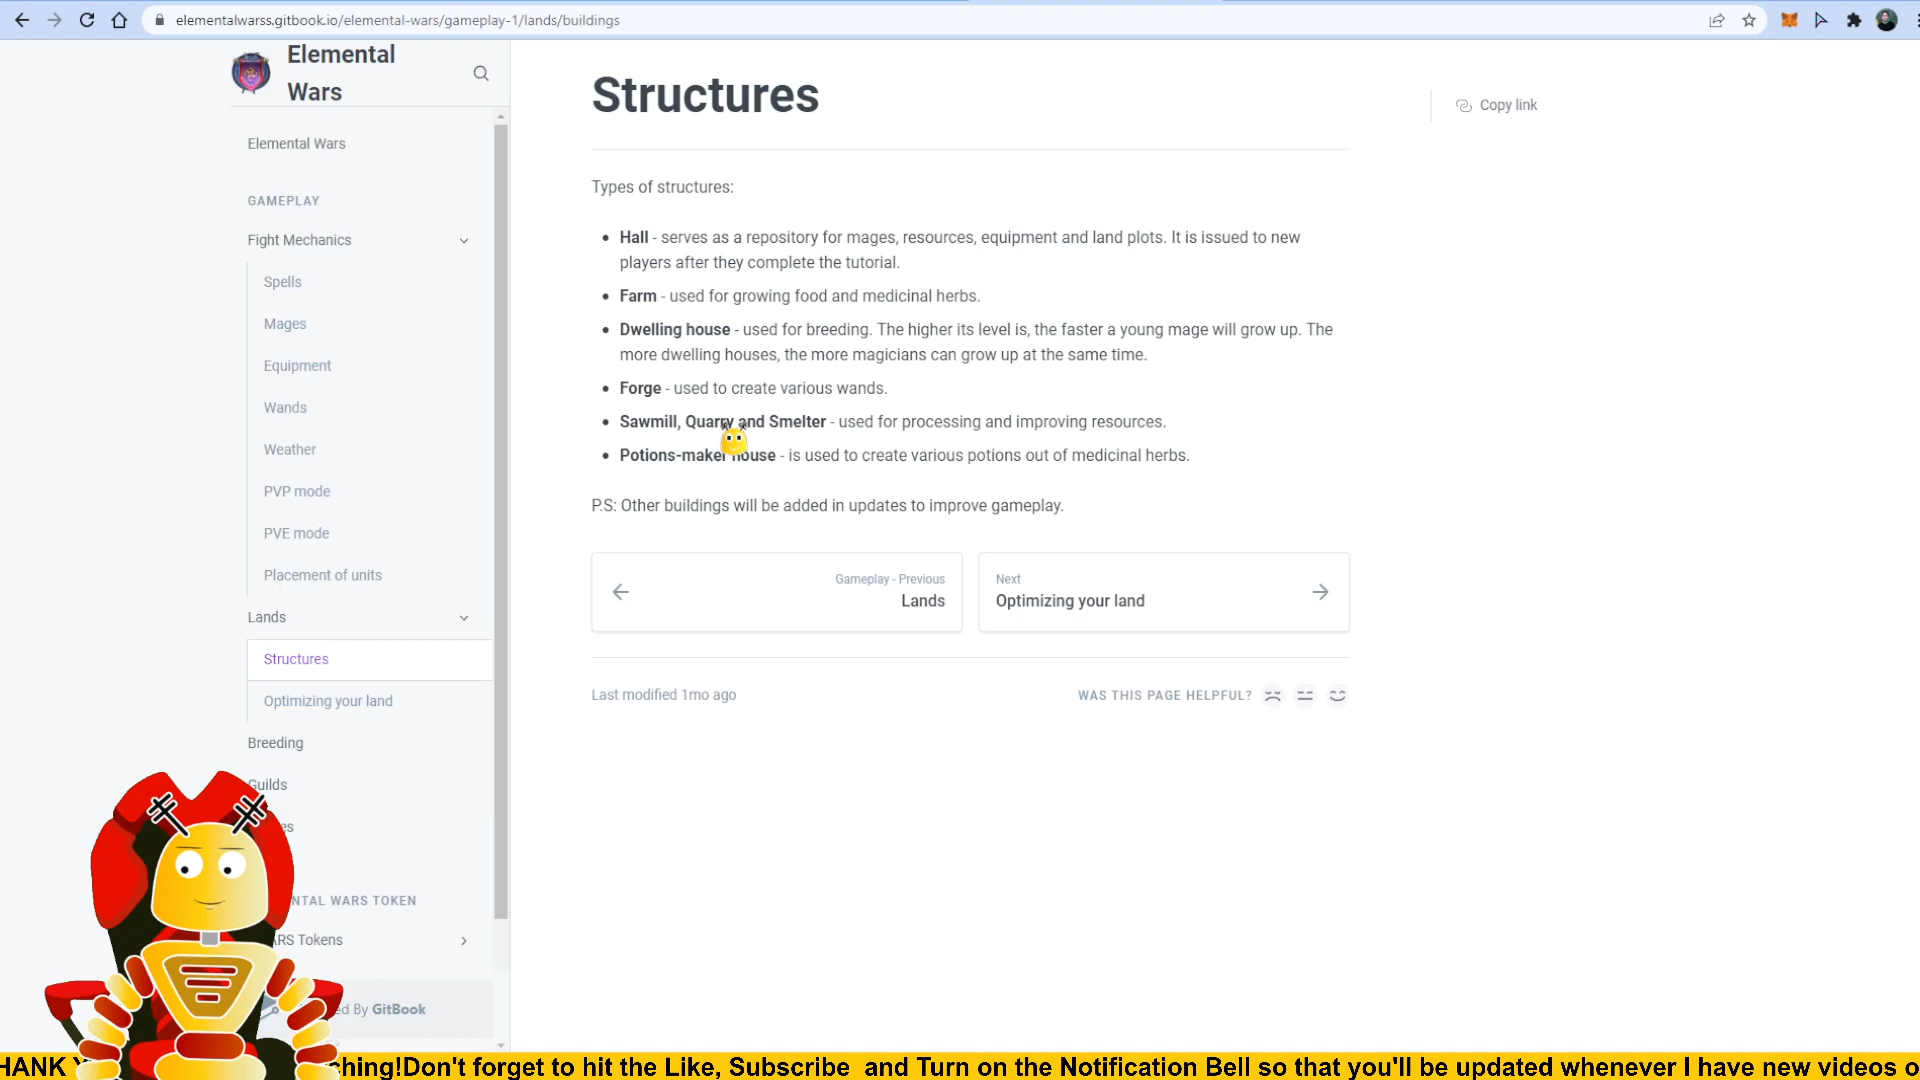 elementalwarss.gitbook.io/elemental-wars/gameplay-1/lands/buildings
Elemental
Wars
Elemental Wars
GAMEPLAY
Fight Mechanics
Spells
Mages
Equipment
Wands
Weather
PVP mode
PVE mode
Placement of units
Lands
Structures
Optimizing your land
Breeding
Guilds
NTAL WARS TOKEN
ARS Tokens
By GitBook
Structures
Copy link
Types of structures:
Hall - serves as a repository for mages, resources, equipment and land plots. It is issued to new
players after they complete the tutorial.
Farm - used for growing food and medicinal herbs.
Dwelling house - used for breeding. The higher its level is, the faster a young mage will grow up. The
more dwelling houses, the more magicians can grow up at the same time.
Forge - used to create various wands.
Sawmill, Quarry and Smelter - used for processing and improving resources.
Potions-maker house - is used to create various potions out of medicinal herbs.
P.S: Other buildings will be added in updates to improve gameplay.
Gameplay - Previous
Lands
Next
Optimizing your land
Last modified 1mo ago
WAS THIS PAGE HELPFUL?
HANK Y ching!Don't forget to hit the Like, Subscribe and Turn on the Notification Bell so that you'll be updated whenever I have new videos o